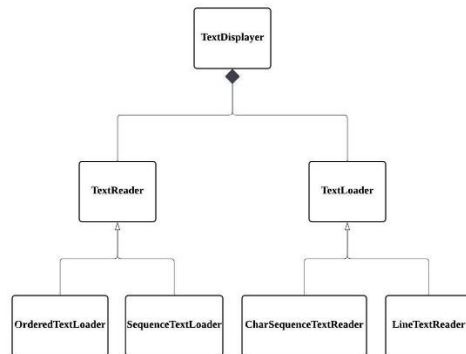 TextDisplayer
TextReader
TextLoader
OrderedTextLoader
SequenceTextLoader
CharSequenceTextReader
LineTextReader